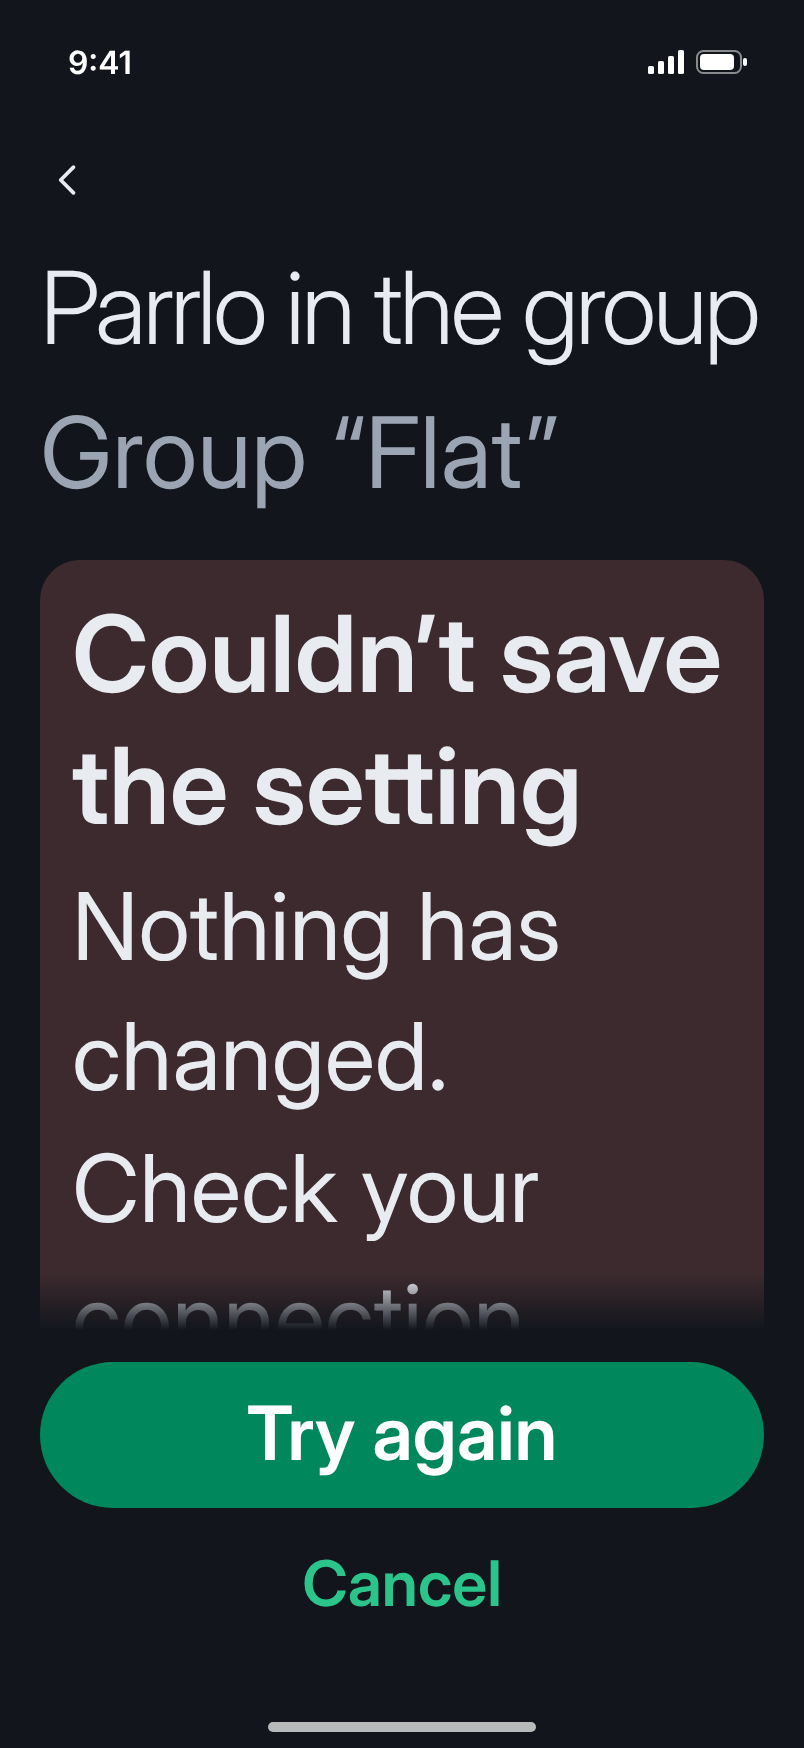 9:41
Parrlo in the group
Group “Flat”
Couldn’t save
the setting
Nothing has
changed.
Check your
connection
Try again
Cancel